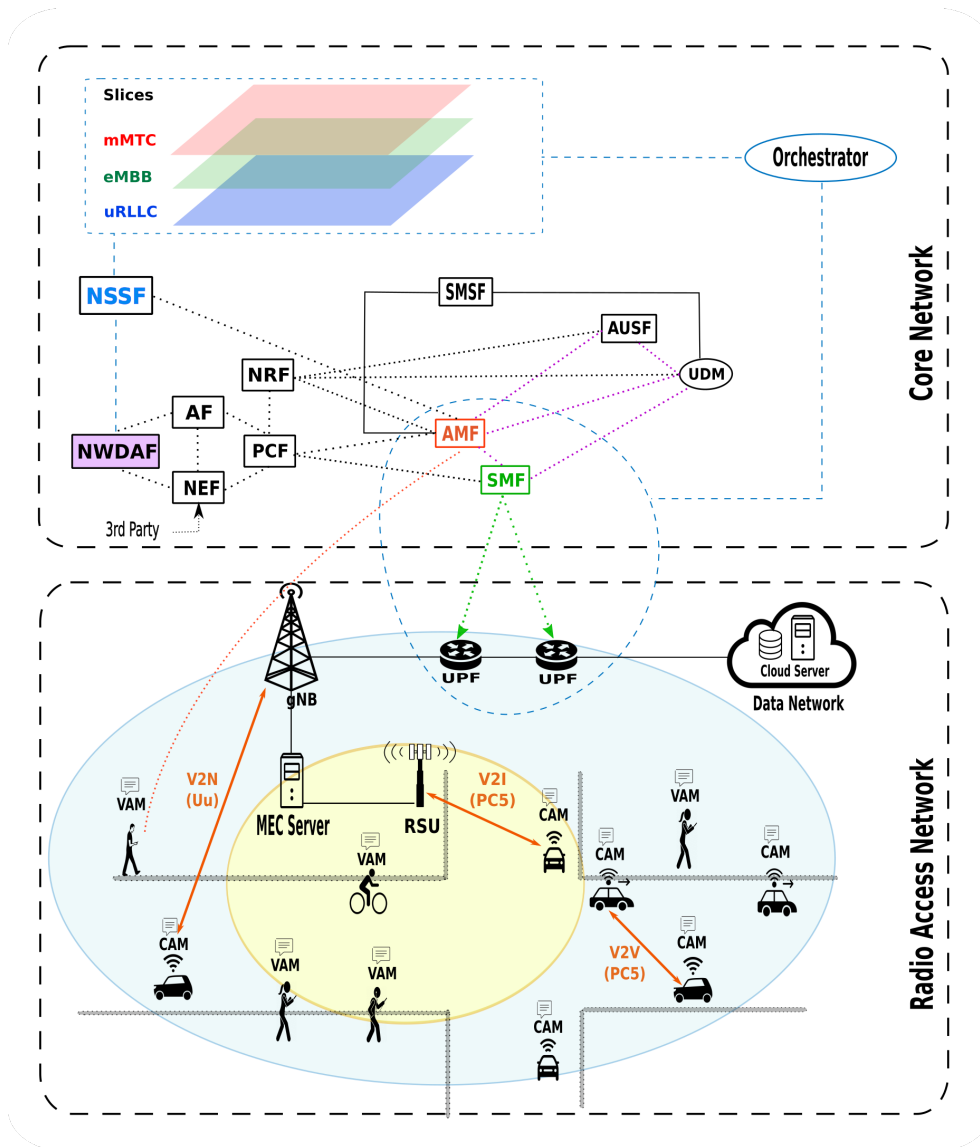 Slices
mMTC
eMBB
uRLLC
Orchestrator
Core Network
NSSF
SMSF
AUSF
NRF
UDM
AF
AMF
NWDAF
PCF
SMF
NEF
3rd Party
gNB
UPF
UPF
Cloud Server
Data Network
V2N
(Uu)
V2I
(PC5)
VAM
MEC Server
RSU
CAM
VAM
VAM
CAM
CAM
Radio Access Network
CAM
VAM
VAM
V2V
(PC5)
CAM
CAM